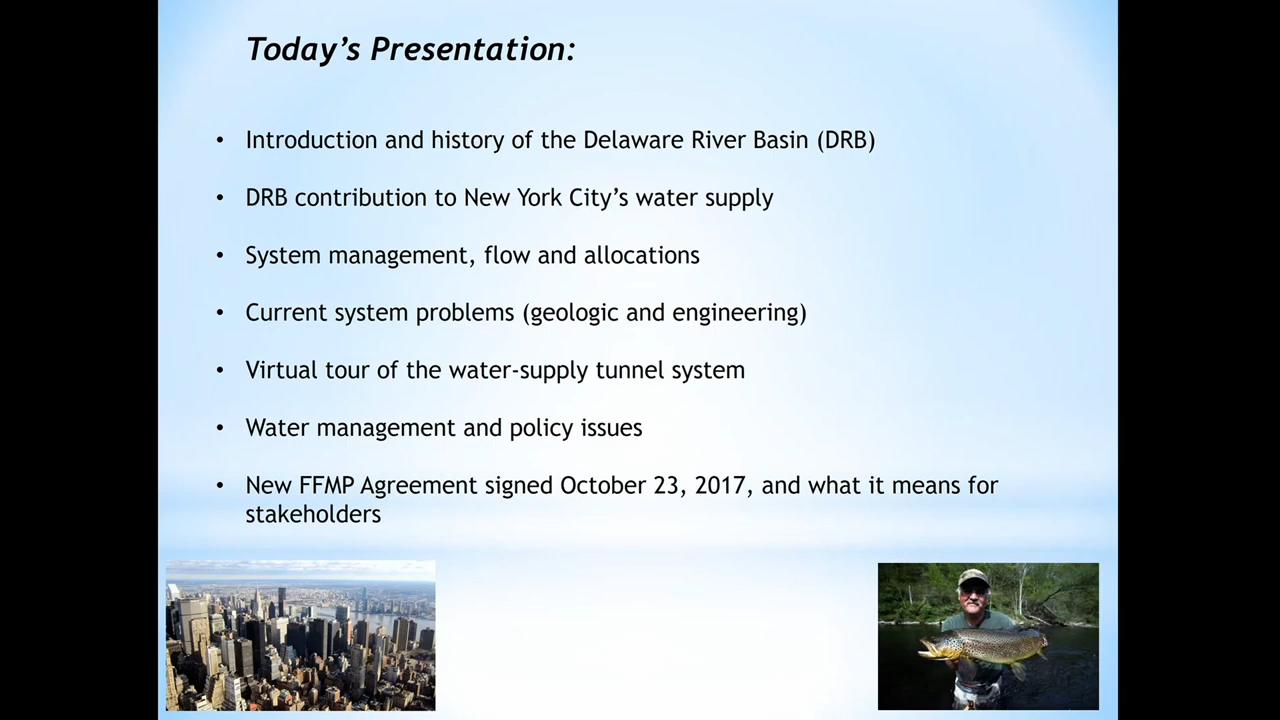 Today’s Presentation:
• Introduction and history of the Delaware River Basin (DRB)
• DRB contribution to New York City’s water supply
• System management, flow and allocations
• Current system problems (geologic and engineering)
• Virtual tour of the water-supply tunnel system
• Water management and policy issues
• New FFMP Agreement signed October 23, 2017, and what it means for
stakeholders